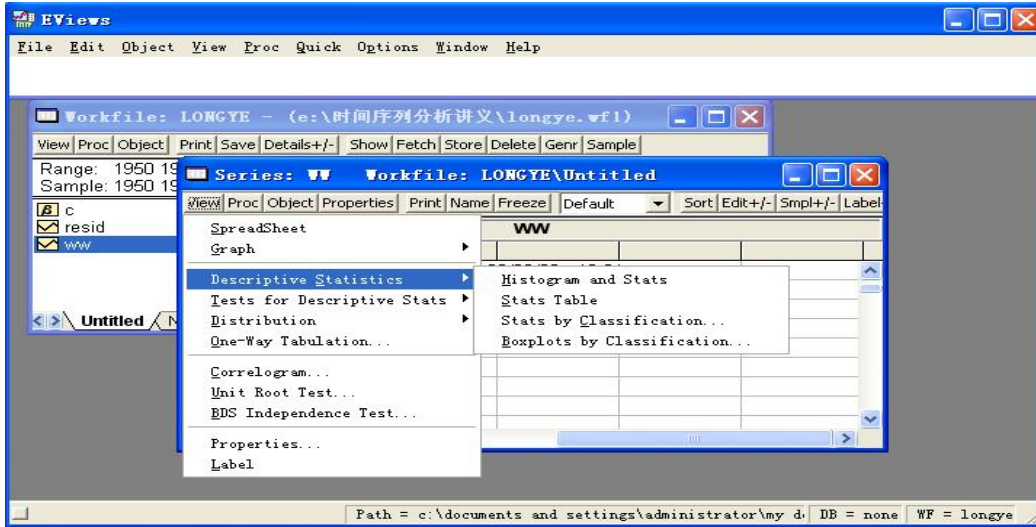 EViews
File Edit Object View Proc Quick Options Window Help
Workfile: LONGYE - (e:\时间序列分析讲义\longye.wf1)
View Proc Object Print Save Details+/- Show Fetch Store Delete Genr Sample
Range: 1950 19
Sample: 1950 19
β c
resid
ww
Untitled
Series: WW Workfile: LONGYE\Untitled
View Proc Object Properties Print Name Freeze Default Sort Edit+/- Smpl+/- Label
WW
SpreadSheet
Graph
Descriptive Statistics
Tests for Descriptive Stats
Distribution
One-Way Tabulation...
Correlogram...
Unit Root Test...
BDS Independence Test...
Properties...
Label
Histogram and Stats
Stats Table
Stats by Classification...
Boxplots by Classification...
Path = c:\documents and settings\administrator\my d DB = none WF = longye